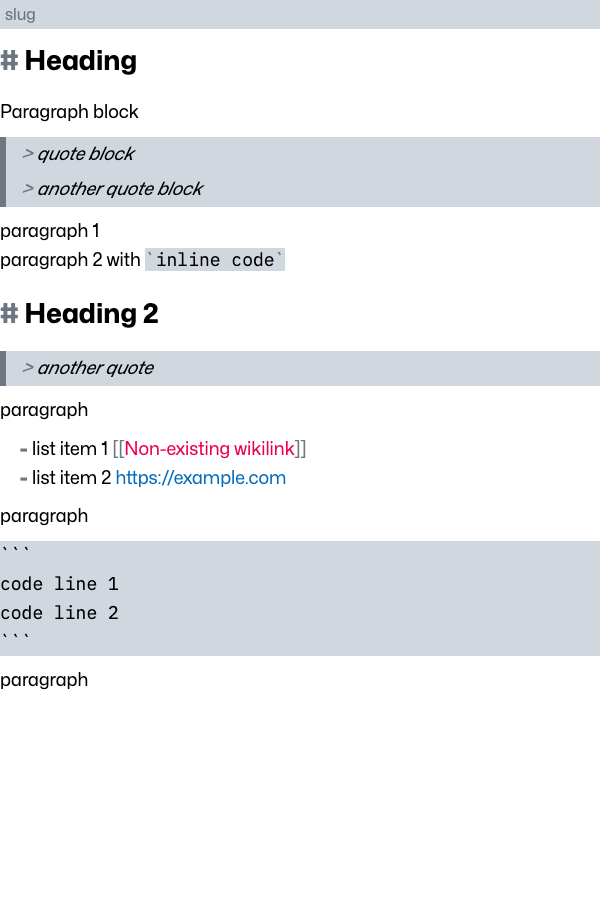 slug
# Heading
Paragraph block
> quote block
> another quote block
paragraph 1
paragraph 2 with `inline code`
# Heading 2
> another quote
paragraph
- list item 1 [[Non-existing wikilink]]
- list item 2 https://example.com
paragraph
```
code line 1
code line 2
```
paragraph